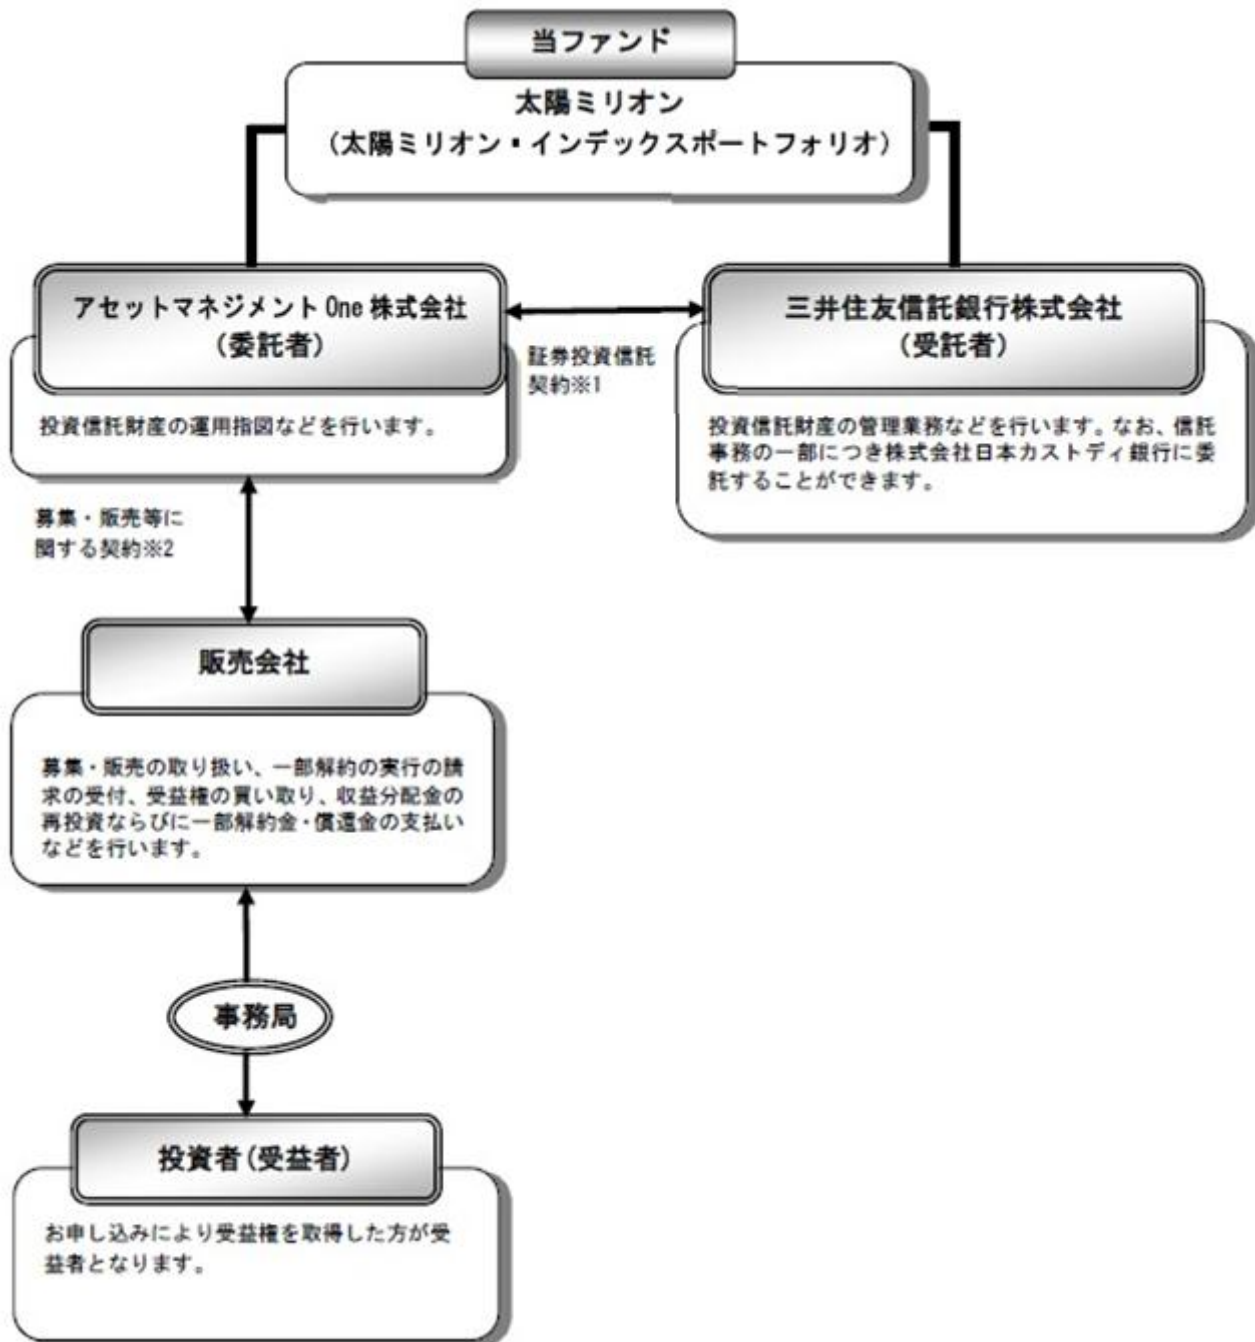 当ファンド
太陽ミリオン
（太陽ミリオン・インデックスポートフォリオ）
アセットマネジメント One 株式会社
（委託者）
投資信託財産の運用指図などを行います。
証券投資信託
契約※1
三井住友信託銀行株式会社
（受託者）
投資信託財産の管理業務などを行います。なお、信託
事務の一部につき株式会社日本カストディ銀行に委
託することができます。
募集・販売等に
関する契約※2
販売会社
募集・販売の取り扱い、一部解約の実行の請
求の受付、受益権の買い取り、収益分配金の
再投資ならびに一部解約金・償還金の支払い
などを行います。
事務局
投資者(受益者)
お申し込みにより受益権を取得した方が受
益者となります。